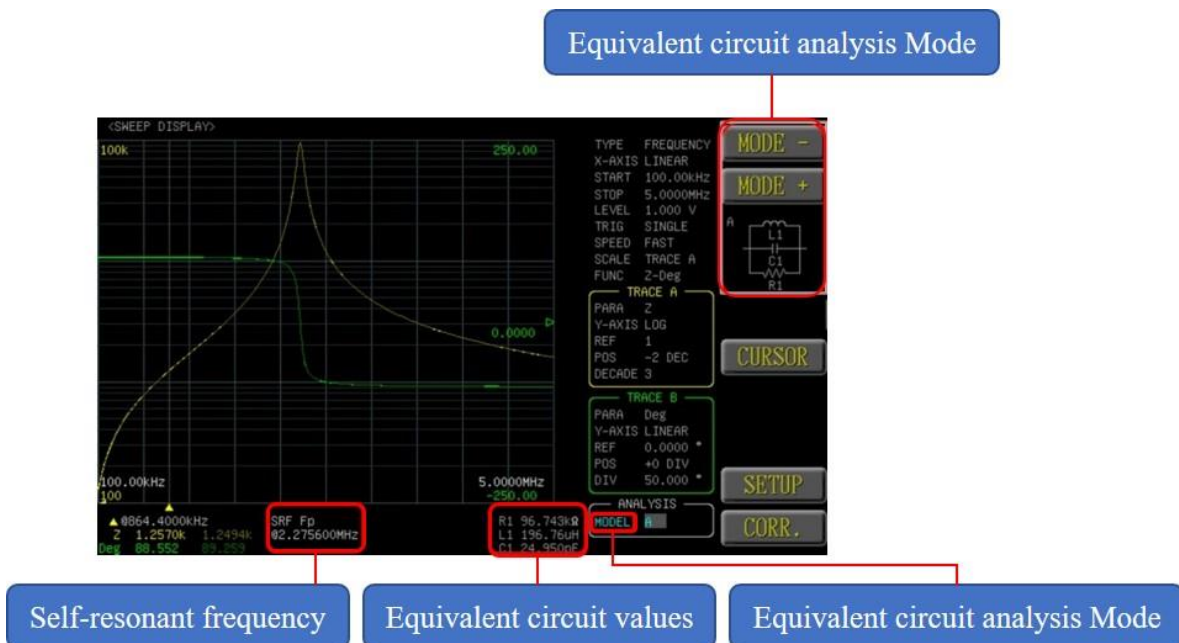 Equivalent circuit analysis Mode
<SWEEP DISPLAY>
100k
250.00
0.0000
100.00kHz
100
5.0000MHz
-250.00
TYPE FREQUENCY
X-AXIS LINEAR
START 100.00kHz
STOP 5.0000MHz
LEVEL 1.000 V
TRIG SINGLE
SPEED FAST
SCALE TRACE A
FUNC Z-Deg
TRACE A
PARA Z
Y-AXIS LOG
REF 1
POS -2 DEC
DECADE 3
TRACE B
PARA Deg
Y-AXIS LINEAR
REF 0.0000 °
POS +0 DIV
DIV 50.000 °
ANALYSIS
MODEL A
MODE -
MODE +
A
L1
C1
R1
CURSOR
SETUP
CORR.
@864.4000kHz
Z 1.2570k 1.2494k
Deg 88.552 89.259
SRF Fp
@2.275600MHz
R1 96.743kΩ
L1 196.76uH
C1 24.950pF
Self-resonant frequency
Equivalent circuit values
Equivalent circuit analysis Mode